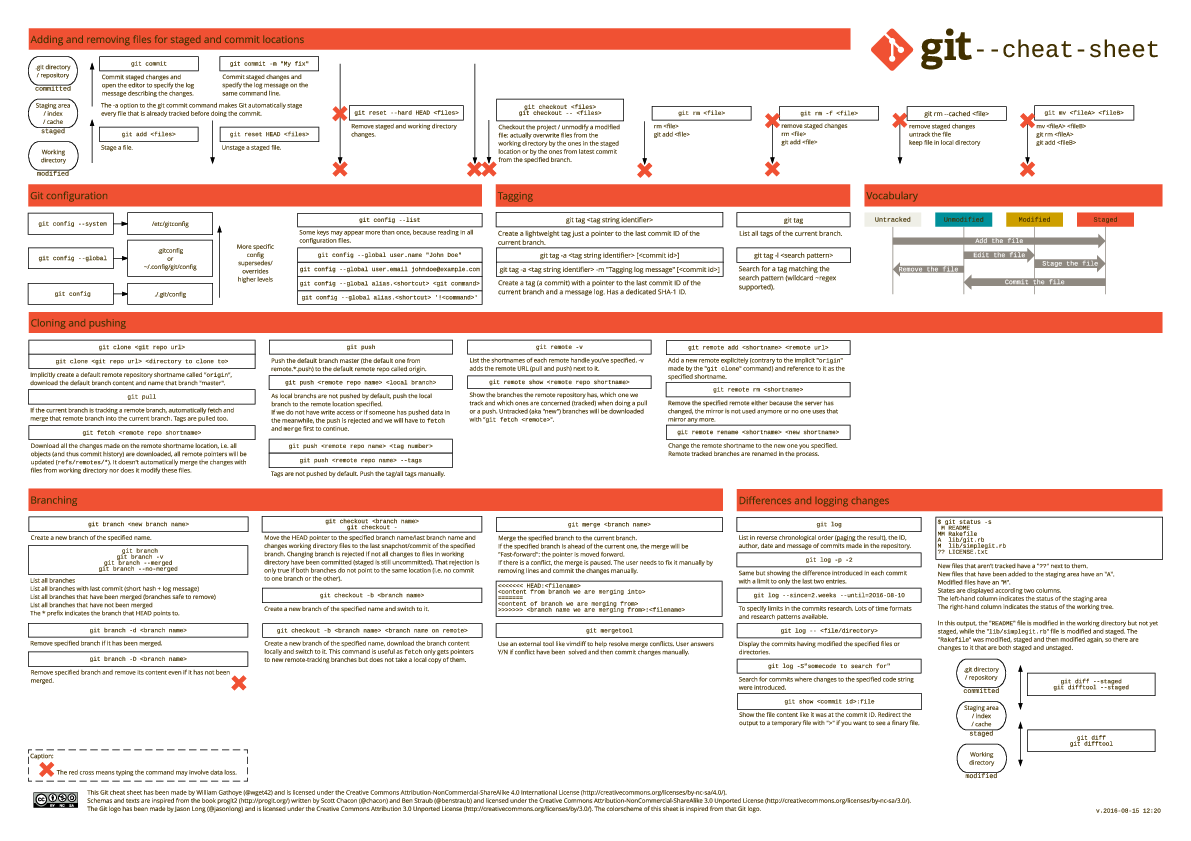 Adding and removing files for staged and commit locations
git--cheat-sheet
.git directory
/ repository
committed
Staging area
/ index
/ cache
staged
Working
directory
modified
git commit
Commit staged changes and
open the editor to specify the log
message describing the changes.
git commit -m "My fix"
Commit staged changes and
specify the log message on the
same command line.
The -a option to the git commit command makes Git automatically stage
every file that is already tracked before doing the commit.
git add <files>
Stage a file.
git reset HEAD <files>
Unstage a staged file.
git reset --hard HEAD <files>
Remove staged and working directory
changes.
git checkout <files>
git checkout -- <files>
Checkout the project / unmodify a modified
file: actually overwrite files from the
working directory by the ones in the staged
location or by the ones from latest commit
from the specified branch.
git rm <file>
rm <file>
git add <file>
git rm -f <file>
remove staged changes
rm <file>
git add <file>
git rm --cached <file>
remove staged changes
untrack the file
keep file in local directory
git mv <fileA> <fileB>
mv <fileA> <fileB>
git rm <fileA>
git add <fileB>
Git configuration
git config --system
/etc/gitconfig
git config --global
.gitconfig
or
~/.config/git/config
git config
./.git/config
More specific
config
supersedes/
overrides
higher levels
git config --list
Some keys may appear more than once, because reading in all
configuration files.
git config --global user.name "John Doe"
git config --global user.email johndoe@example.com
git config --global alias.<shortcut> <git command>
git config --global alias.<shortcut> '!<command>'
Tagging
git tag <tag string identifier>
Create a lightweight tag just a pointer to the last commit ID of the
current branch.
git tag -a <tag string identifier> [<commit id>]
git tag -a <tag string identifier> -m "Tagging log message" [<commit id>]
Create a tag (a commit) with a pointer to the last commit ID of the
current branch and a message log. Has a dedicated SHA-1 ID.
git tag
List all tags of the current branch.
git tag -l <search pattern>
Search for a tag matching the
search pattern (wildcard ~regex
supported).
Vocabulary
Untracked
Unmodified
Modified
Staged
Add the file
Edit the file
Stage the file
Remove the file
Commit the file
Cloning and pushing
git clone <git repo url>
git clone <git repo url> <directory to clone to>
Implicitly create a default remote repository shortname called "origin",
download the default branch content and name that branch "master".
git pull
If the current branch is tracking a remote branch, automatically fetch and
merge that remote branch into the current branch. Tags are pulled too.
git fetch <remote repo shortname>
Download all the changes made on the remote shortname location, i.e. all
objects (and thus commit history) are downloaded, all remote pointers will be
updated (refs/remotes/*). It doesn't automatically merge the changes with
files from working directory nor does it modify these files.
git push
Push the default branch master (the default one from
remote.*.push) to the default remote repo called origin.
git push <remote repo name> <local branch>
As local branches are not pushed by default, push the local
branch to the remote location specified.
If we do not have write access or if someone has pushed data in
the meanwhile, the push is rejected and we will have to fetch
and merge first to continue.
git push <remote repo name> <tag number>
git push <remote repo name> --tags
Tags are not pushed by default. Push the tag/all tags manually.
git remote -v
List the shortnames of each remote handle you've specified. -v
adds the remote URL (pull and push) next to it.
git remote show <remote repo shortname>
Show the branches the remote repository has, which one we
track and which ones are concerned (tracked) when doing a pull
or a push. Untracked (aka "new") branches will be downloaded
with "git fetch <remote>".
git remote add <shortname> <remote url>
Add a new remote explicitely (contrary to the implicit "origin"
made by the "git clone" command) and reference to it as the
specified shortname.
git remote rm <shortname>
Remove the specified remote either because the server has
changed, the mirror is not used anymore or no one uses that
mirror any more.
git remote rename <shortname> <new shortname>
Change the remote shortname to the new one you specified.
Remote tracked branches are renamed in the process.
Branching
git branch <new branch name>
Create a new branch of the specified name.
git branch
git branch -v
git branch --merged
git branch --no-merged
List all branches
List all branches with last commit (short hash + log message)
List all branches that have been merged (branches safe to remove)
List all branches that have not been merged
The * prefix indicates the branch that HEAD points to.
git branch -d <branch name>
Remove specified branch if it has been merged.
git branch -D <branch name>
Remove specified branch and remove its content even if it has not been
merged.
git checkout <branch name>
git checkout -
Move the HEAD pointer to the specified branch name/last branch name and
changes working directory files to the last snapshot/commit of the specified
branch. Changing branch is rejected if not all changes to files in working
directory have been committed (staged is still uncommitted). That rejection is
only true if both branches do not point to the same location (i.e. no commit
to one branch or the other).
git checkout -b <branch name>
Create a new branch of the specified name and switch to it.
git checkout -b <branch name> <branch name on remote>
Create a new branch of the specified name, download the branch content
locally and switch to it. This command is useful as fetch only gets pointers
to new remote-tracking branches but does not take a local copy of them.
git merge <branch name>
Merge the specified branch to the current branch.
If the specified branch is ahead of the current one, the merge will be
"Fast-foward"; the pointer is moved forward.
If there is a conflict, the merge is paused. The user needs to fix it manually by
removing lines and commit the changes manually.
<<<<<<< HEAD:<filename>
<content from branch we are merging into>
=======
<content of branch we are merging from>
>>>>>>> <branch name we are merging from>:<filename>
git mergetool
Use an external tool like vimdiff to help resolve merge conflicts. User answers
Y/N if conflict have been solved and then commit changes manually.
Differences and logging changes
git log
List in reverse chronological order (paging the result), the ID,
author, date and message of commits made in the repository.
git log -p -2
Same but showing the difference introduced in each commit
with a limit to only the last two entries.
git log --since=2.weeks --until=2016-08-10
To specify limits in the commits research. Lots of time formats
and research patterns available.
git log -- <file/directory>
Display the commits having modified the specified files or
directories.
git log -S"somecode to search for"
Search for commits where changes to the specified code string
were introduced.
git show <commit id>:file
Show the file content like it was at the commit ID. Redirect the
output to a temporary file with ">" if you want to see a finary file.
$ git status -s
M README
MM Rakefile
A lib/git.rb
M lib/simplegit.rb
?? LICENSE.txt
New files that aren't tracked have a "??" next to them.
New files that have been added to the staging area have an "A".
Modified files have an "M".
States are displayed according two columns.
The left-hand column indicates the status of the staging area
The right-hand column indicates the status of the working tree.
In this output, the "README" file is modified in the working directory but not yet
staged, while the "lib/simplegit.rb" file is modified and staged. The
"Rakefile" was modified, staged and then modified again, so there are
changes to it that are both staged and unstaged.
.git directory
/ repository
committed
Staging area
/ index
/ cache
staged
Working
directory
modified
git diff --staged
git difftool --staged
git diff
git difftool
Caption:
The red cross means typing the command may involve data loss.
CC BY NC SA
This Git cheat sheet has been made by William Gathoye (@wget42) and is licensed under the Creative Commons Attribution-NonCommercial-ShareAlike 4.0 International License (http://creativecommons.org/licenses/by-nc-sa/4.0/).
Schemas and texts are inspired from the book progit2 (http://progit.org/) written by Scott Chacon (@chacon) and Ben Straub (@benstraub) and licensed under the Creative Commons Attribution-NonCommercial-ShareAlike 3.0 Unported License (http://creativecommons.org/licenses/by-nc-sa/3.0/).
The Git logo has been made by Jason Long (@jasonlong) and is licensed under the Creative Commons Attribution 3.0 Unported License (http://creativecommons.org/licenses/by/3.0/). The colorscheme of this sheet is inspired from that Git logo.
v.2016-08-15 12:20